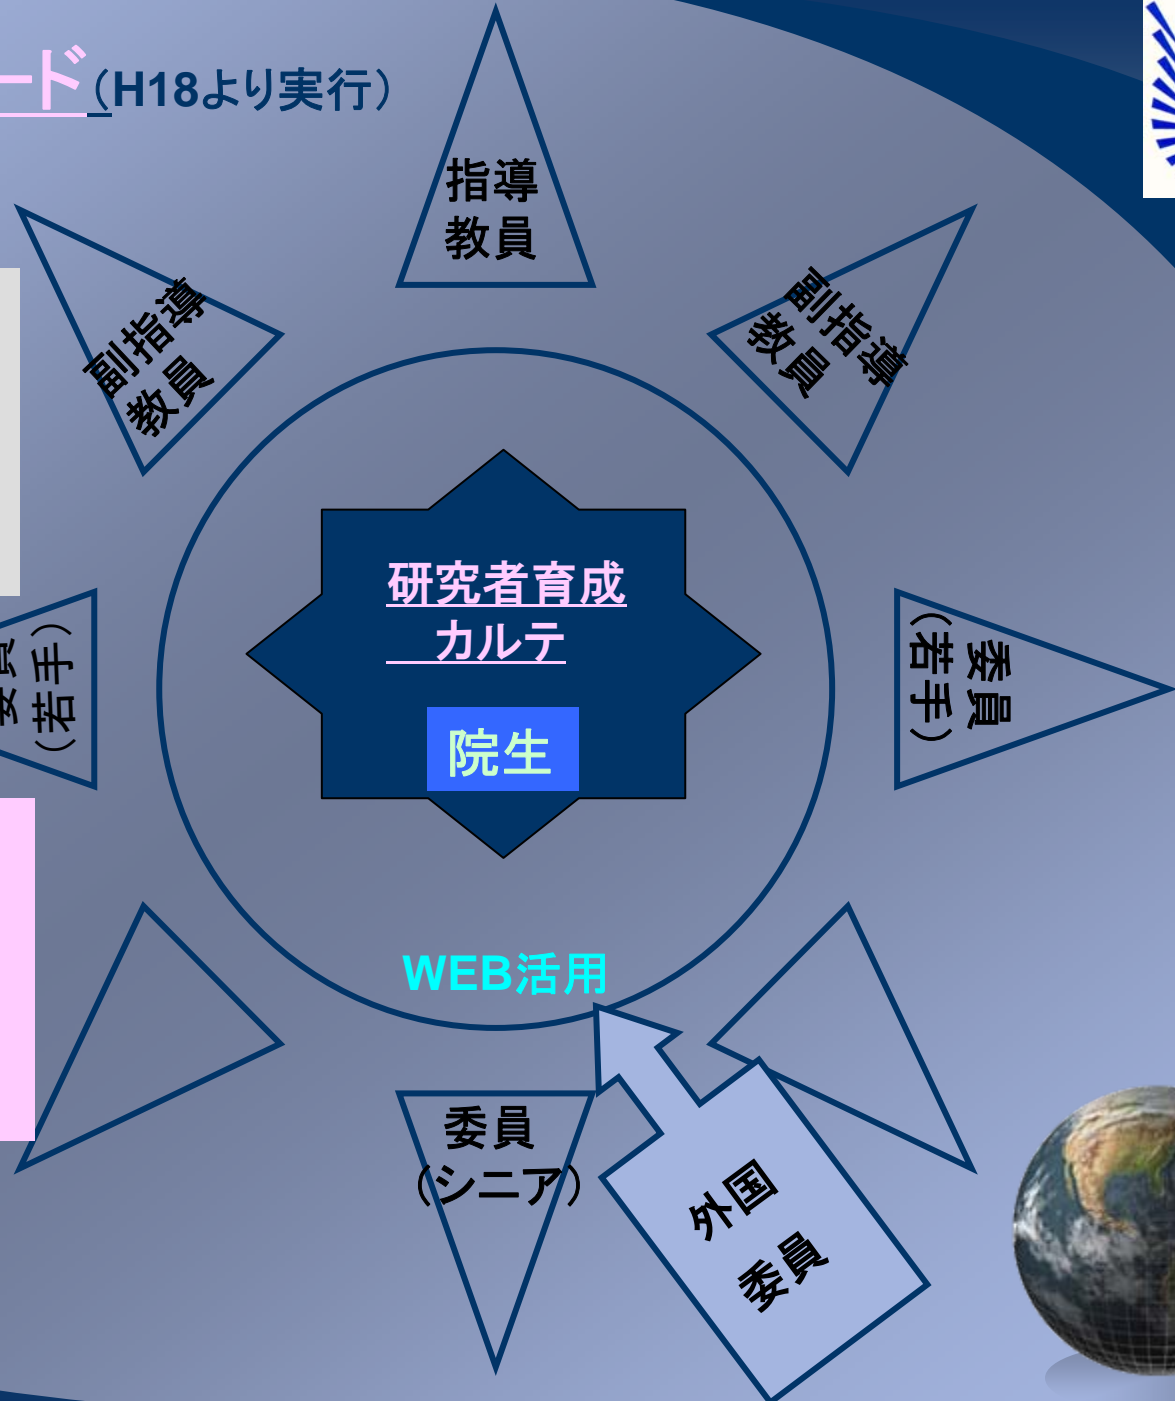 ード（H18より実行）
指導
教員
副指導
教員
副指導
教員
研究者育成
カルテ
院生
委員
（若手）
委員
（若手）
WEB活用
委員
（シニア）
外国
委員